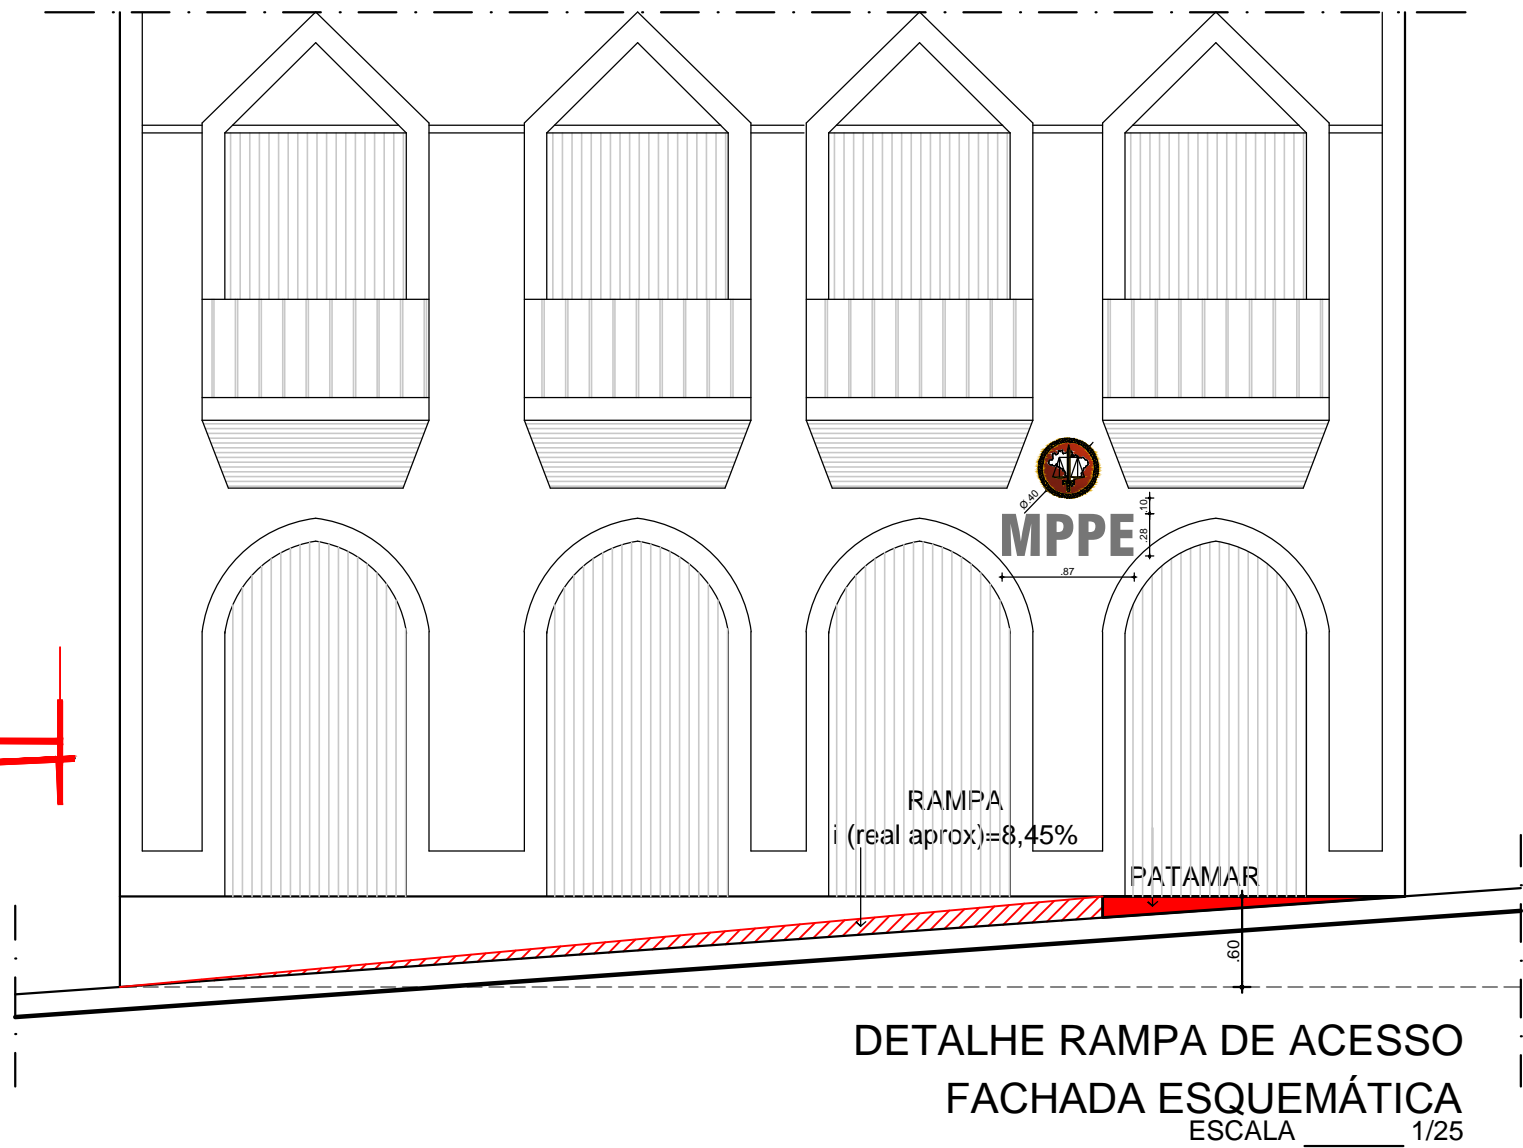 Ø.40
.10
MPPE
.28
.87
RAMPA
i (real aprox)=8,45%
PATAMAR
.60
DETALHE RAMPA DE ACESSO
FACHADA ESQUEMÁTICA
ESCALA ______ 1/25